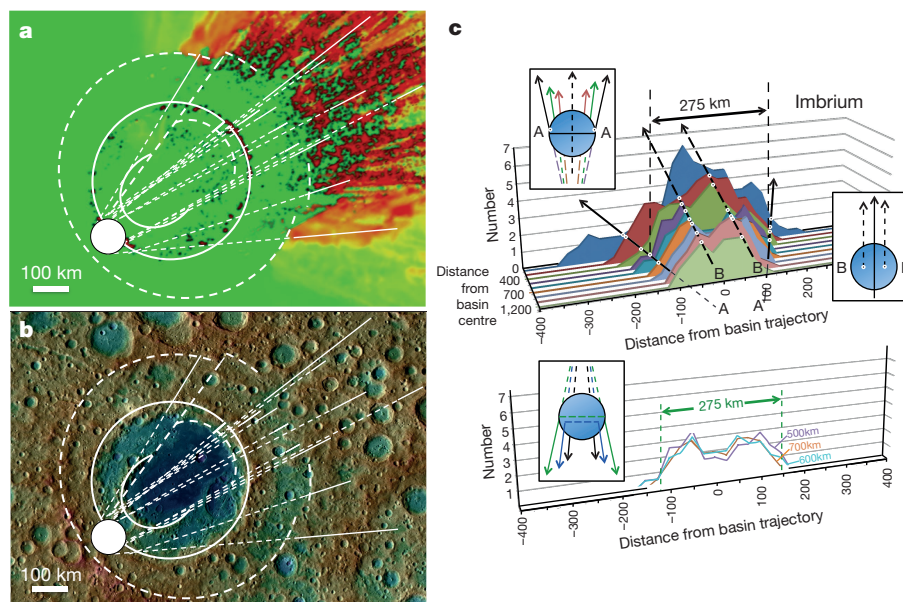 a
100 km
b
100 km
c
Imbrium
275 km
A
A
Number
7
6
5
4
3
2
1
0
Distance
from
basin
centre
400
700
1,200
B
B
A
A'
B
−400
−300
−200
−100
0
100
200
Distance from basin trajectory
275 km
Number
7
6
5
4
3
2
1
500km
700km
600km
−400
−300
−200
−100
0
100
200
300
400
Distance from basin trajectory